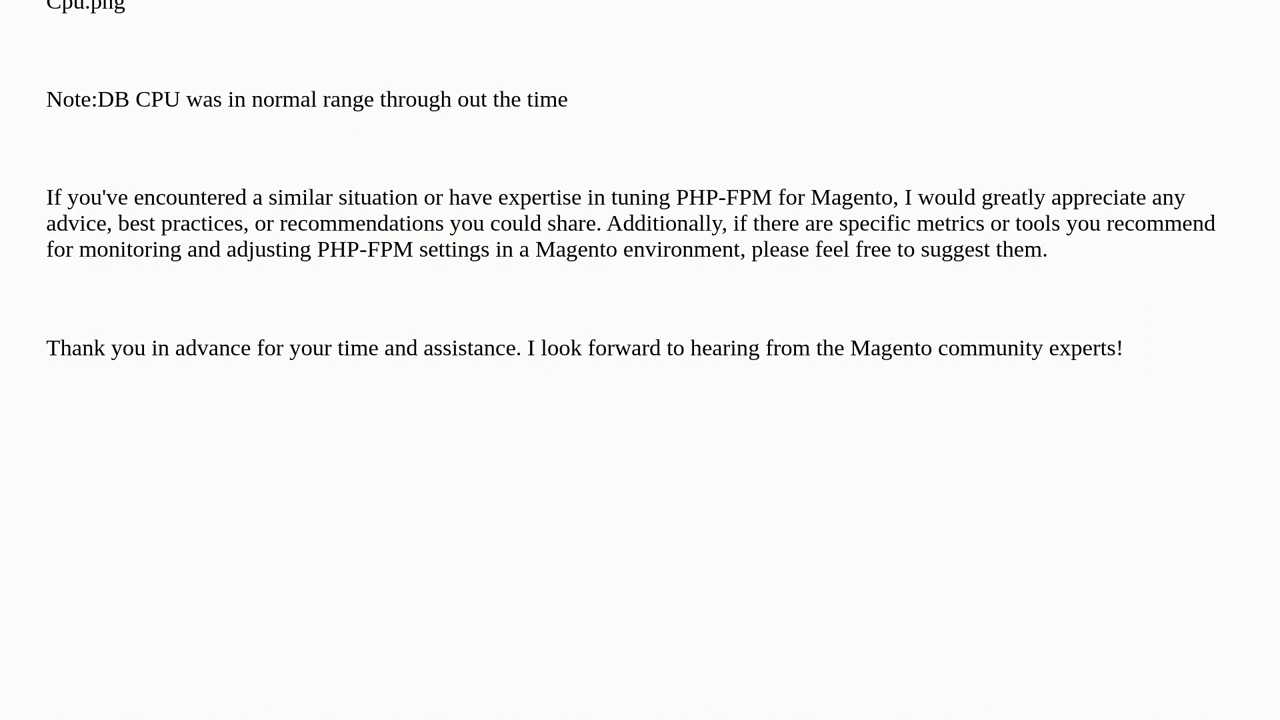 Cpu.png
Note:DB CPU was in normal range through out the time
If you've encountered a similar situation or have expertise in tuning PHP-FPM for Magento, I would greatly appreciate any
advice, best practices, or recommendations you could share. Additionally, if there are specific metrics or tools you recommend
for monitoring and adjusting PHP-FPM settings in a Magento environment, please feel free to suggest them.
Thank you in advance for your time and assistance. I look forward to hearing from the Magento community experts!